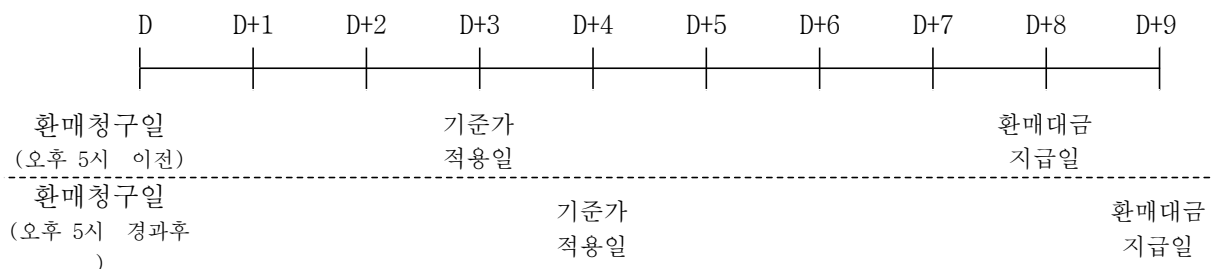 D D+1 D+2 D+3 D+4 D+5 D+6 D+7 D+8 D+9
환매청구일 기준가 환매대금
(오후 5시 이전) 적용일 지급일
환매청구일 기준가 환매대금
(오후 5시 경과후 적용일 지급일
)